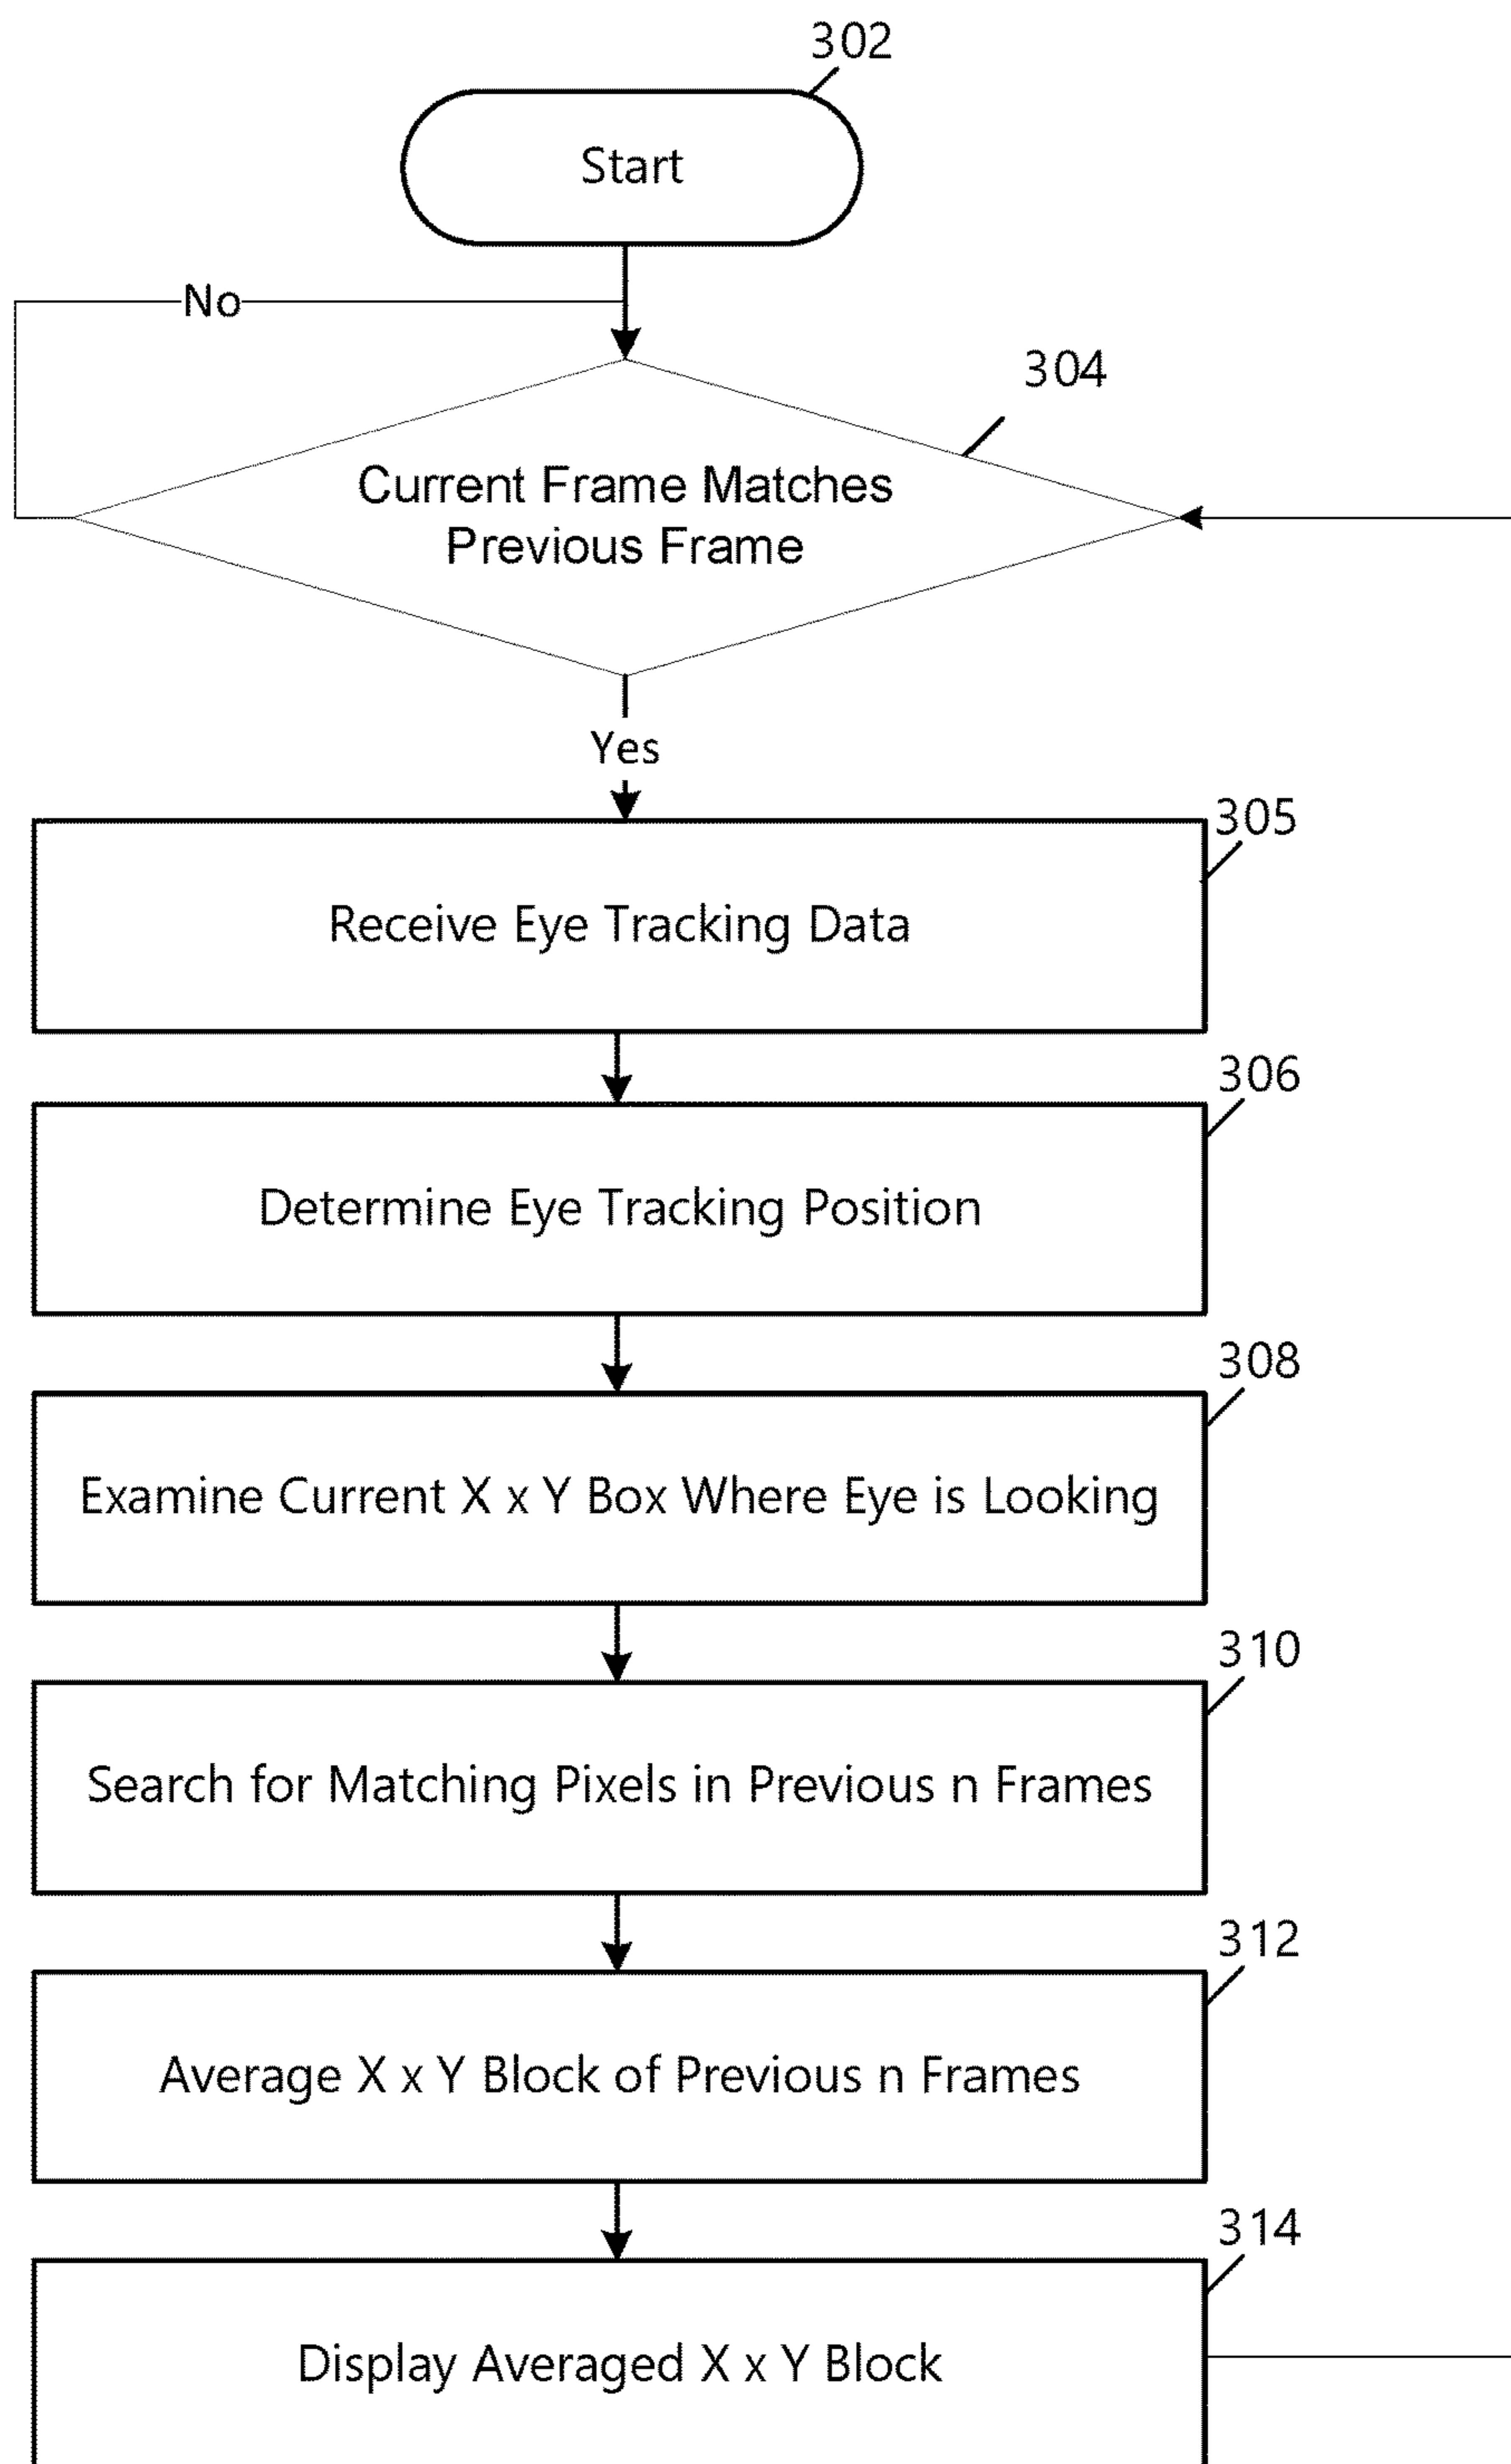 302
Start
No
304
Current Frame Matches
Previous Frame
Yes
305
Receive Eye Tracking Data
306
Determine Eye Tracking Position
308
Examine Current X x Y Box Where Eye is Looking
310
Search for Matching Pixels in Previous n Frames
312
Average X x Y Block of Previous n Frames
314
Display Averaged X x Y Block